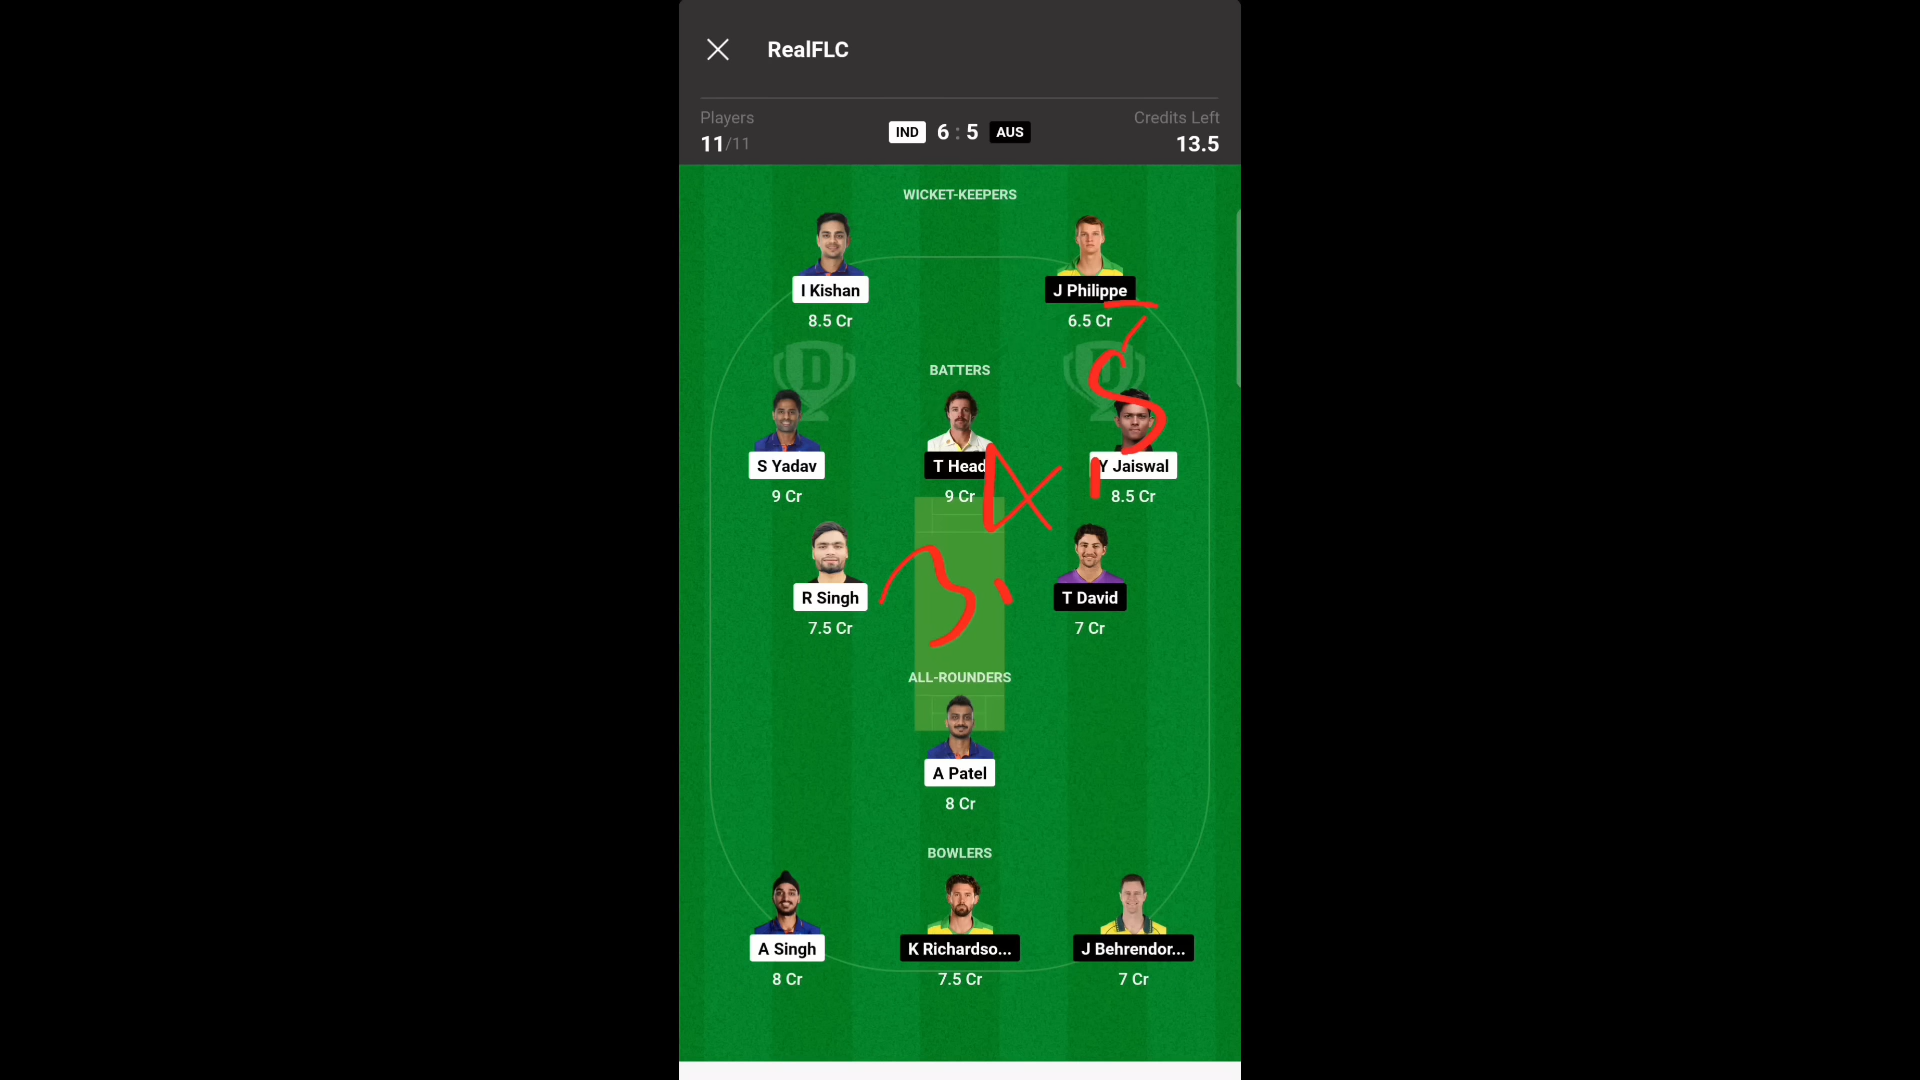 RealFLC
Players
Credits Left
11/11
IND 6 : 5 AUS
13.5
WICKET-KEEPERS
I Kishan
J Philippe
8.5 Cr
6.5 Cr
BATTERS
S Yadav
T Head
Y Jaiswal
9 Cr
9 Cr
8.5 Cr
R Singh
T David
7.5 Cr
7 Cr
ALL-ROUNDERS
A Patel
8 Cr
BOWLERS
A Singh
K Richardso...
J Behrendor...
8 Cr
7.5 Cr
7 Cr